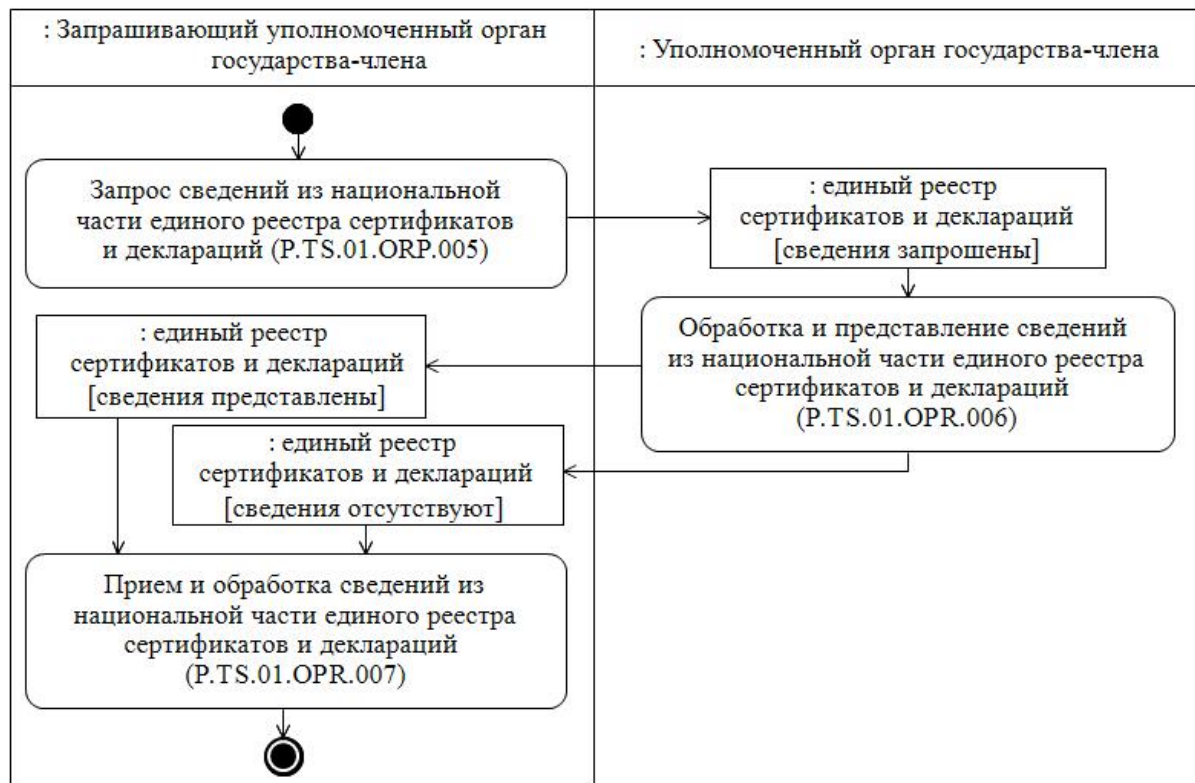 : Запрашивающий уполномоченный орган
государства-члена
: Уполномоченный орган государства-члена
Запрос сведений из национальной
части единого реестра сертификатов
и деклараций (P.TS.01.ORP.005)
: единый реестр
сертификатов и деклараций
[сведения запрошены]
Обработка и представление сведений
из национальной части единого реестра
сертификатов и деклараций
(P.TS.01.OPR.006)
: единый реестр
сертификатов и деклараций
[сведения представлены]
: единый реестр
сертификатов и деклараций
[сведения отсутствуют]
Прием и обработка сведений из
национальной части единого реестра
сертификатов и деклараций
(P.TS.01.OPR.007)